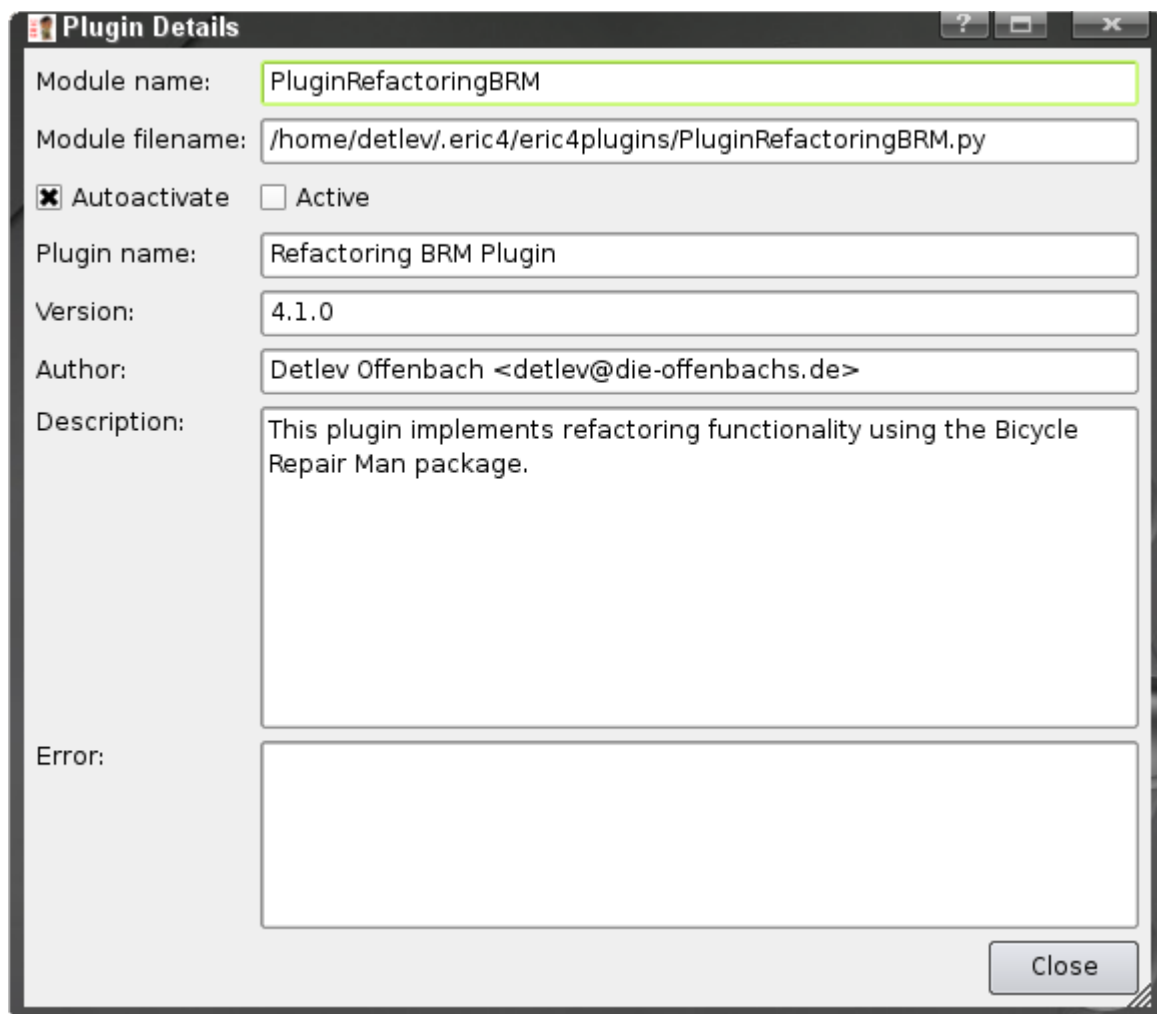 Plugin Details
Module name: PluginRefactoringBRM
Module filename: /home/detlev/.eric4/eric4plugins/PluginRefactoringBRM.py
Autoactivate Active
Plugin name: Refactoring BRM Plugin
Version: 4.1.0
Author: Detlev Offenbach <detlev@die-offenbachs.de>
Description: This plugin implements refactoring functionality using the Bicycle
Repair Man package.
Error:
Close